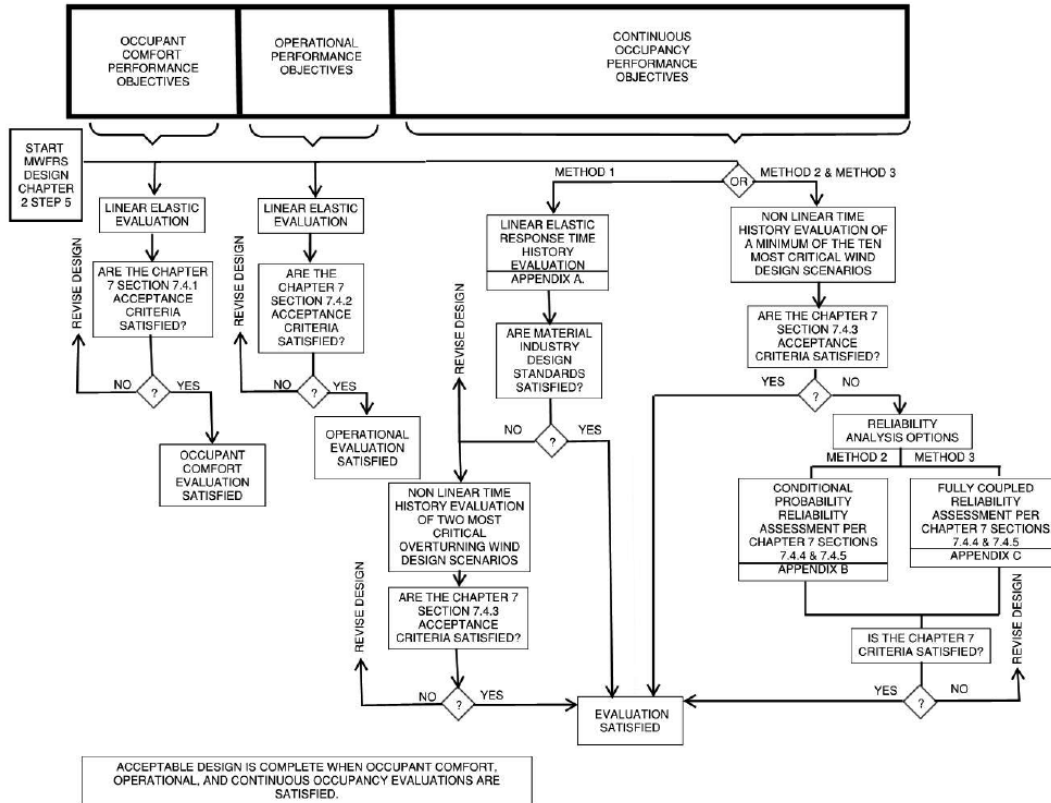 OCCUPANT
COMFORT
PERFORMANCE
OBJECTIVES
OPERATIONAL
PERFORMANCE
OBJECTIVES
CONTINUOUS
OCCUPANCY
PERFORMANCE
OBJECTIVES
START
MWFRS
DESIGN
CHAPTER
2 STEP 5
LINEAR ELASTIC
EVALUATION
REVISE DESIGN
ARE THE CHAPTER
7 SECTION 7.4.1
ACCEPTANCE
CRITERIA
SATISFIED?
NO
?
YES
OCCUPANT
COMFORT
EVALUATION
SATISFIED
LINEAR ELASTIC
EVALUATION
REVISE DESIGN
ARE THE
CHAPTER 7
SECTION 7.4.2
ACCEPTANCE
CRITERIA
SATISFIED?
NO
?
YES
OPERATIONAL
EVALUATION
SATISFIED
METHOD 1
OR
METHOD 2 & METHOD 3
LINEAR ELASTIC
RESPONSE TIME
HISTORY
EVALUATION
APPENDIX A.
REVISE DESIGN
ARE MATERIAL
INDUSTRY
DESIGN
STANDARDS
SATISFIED?
NO
?
YES
NON LINEAR TIME
HISTORY EVALUATION
OF TWO MOST
CRITICAL
OVERTURNING WIND
DESIGN SCENARIOS
REVISE DESIGN
ARE THE CHAPTER 7
SECTION 7.4.3
ACCEPTANCE
CRITERIA SATISFIED?
NO
?
YES
NON LINEAR TIME
HISTORY EVALUATION OF
A MINIMUM OF THE TEN
MOST CRITICAL WIND
DESIGN SCENARIOS
ARE THE CHAPTER 7
SECTION 7.4.3
ACCEPTANCE
CRITERIA SATISFIED?
YES
?
NO
RELIABILITY
ANALYSIS OPTIONS
METHOD 2
METHOD 3
CONDITIONAL
PROBABILITY
RELIABILITY
ASSESSMENT PER
CHAPTER 7 SECTIONS
7.4.4 & 7.4.5
APPENDIX B
FULLY COUPLED
RELIABILITY
ASSESSMENT PER
CHAPTER 7 SECTIONS
7.4.4 & 7.4.5
APPENDIX C
REVISE DESIGN
IS THE CHAPTER 7
CRITERIA SATISFIED?
YES
?
NO
EVALUATION
SATISFIED
ACCEPTABLE DESIGN IS COMPLETE WHEN OCCUPANT COMFORT,
OPERATIONAL, AND CONTINUOUS OCCUPANCY EVALUATIONS ARE
SATISFIED.